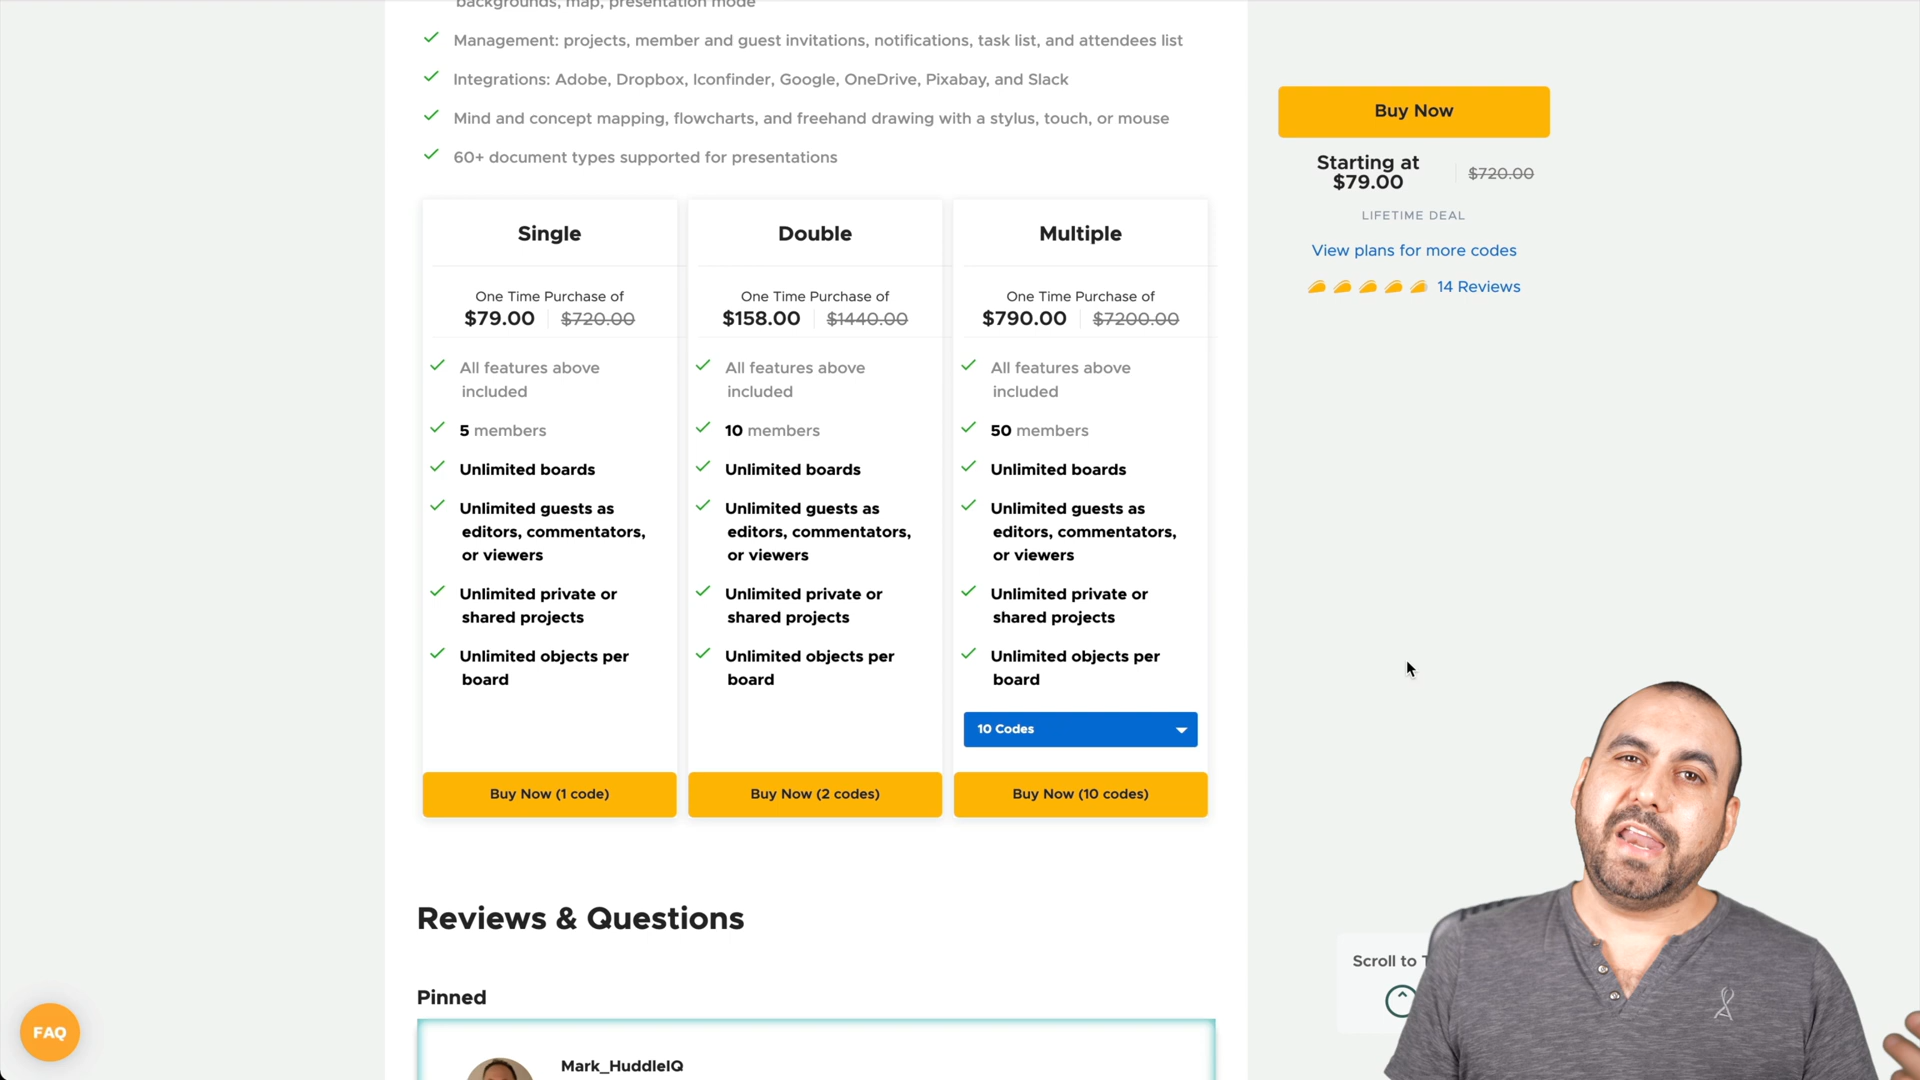 backgrounds, map, presentation mode
Management: projects, member and guest invitations, notifications, task list, and attendees list
Integrations: Adobe, Dropbox, Iconfinder, Google, OneDrive, Pixabay, and Slack
Mind and concept mapping, flowcharts, and freehand drawing with a stylus, touch, or mouse
60+ document types supported for presentations
Single
One Time Purchase of
$79.00 $720.00
All features above
included
5 members
Unlimited boards
Unlimited guests as
editors, commentators,
or viewers
Unlimited private or
shared projects
Unlimited objects per
board
Buy Now (1 code)
Double
One Time Purchase of
$158.00 $1440.00
All features above
included
10 members
Unlimited boards
Unlimited guests as
editors, commentators,
or viewers
Unlimited private or
shared projects
Unlimited objects per
board
Buy Now (2 codes)
Multiple
One Time Purchase of
$790.00 $7200.00
All features above
included
50 members
Unlimited boards
Unlimited guests as
editors, commentators,
or viewers
Unlimited private or
shared projects
Unlimited objects per
board
10 Codes
Buy Now (10 codes)
Buy Now
Starting at
$79.00
$720.00
LIFETIME DEAL
View plans for more codes
14 Reviews
Reviews & Questions
Pinned
Mark_HuddleIQ
Scroll to
FAQ